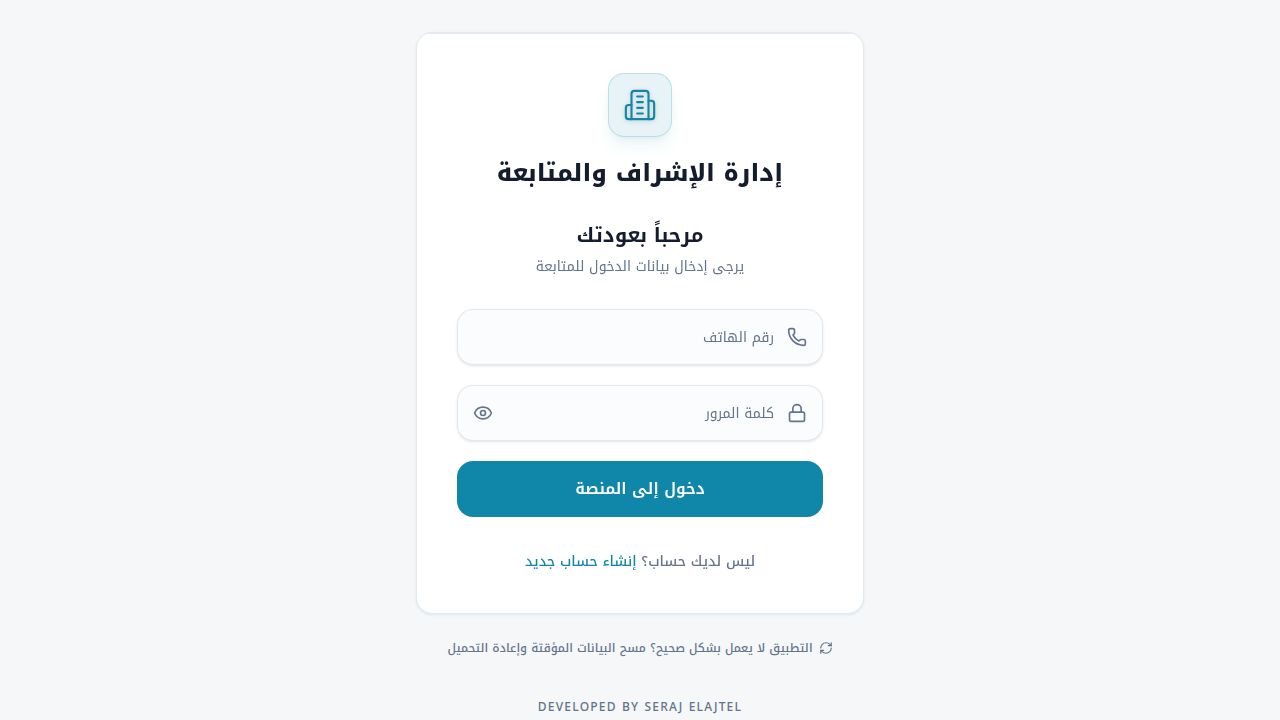 إدارة الإشراف والمتابعة
مرحباً بعودتك
يرجى إدخال بيانات الدخول للمتابعة
رقم الهاتف
كلمة المرور
دخول إلى المنصة
ليس لديك حساب؟ إنشاء حساب جديد
التطبيق لا يعمل بشكل صحيح؟ مسح البيانات المؤقتة وإعادة التحميل
DEVELOPED BY SERAJ ELAJTEL